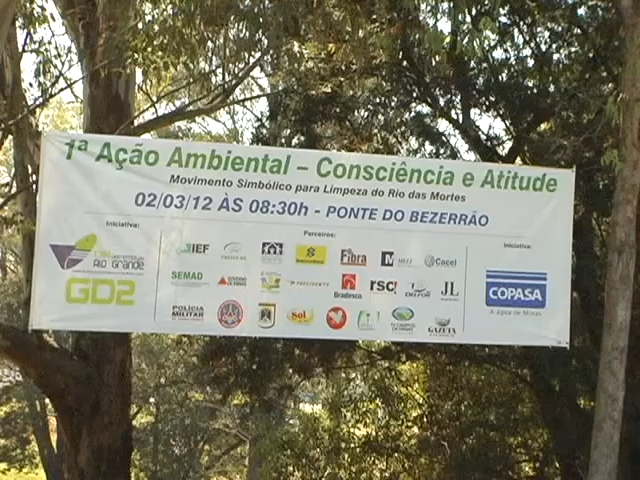 1ª Ação Ambiental – Consciência e Atitude
Movimento Simbólico para Limpeza do Rio das Mortes
02/03/12 ÀS 08:30h - PONTE DO BEZERRÃO
Iniciativa:
RIO GRANDE
GD2
Parceiros:
IEF
Fibra
Cacel
SEMAD
PRESIDENTE
Bradesco
rsc
DELFOR
JL
POLÍCIA
MILITAR
Sol
GAZETA
Iniciativa:
COPASA
A água de Minas